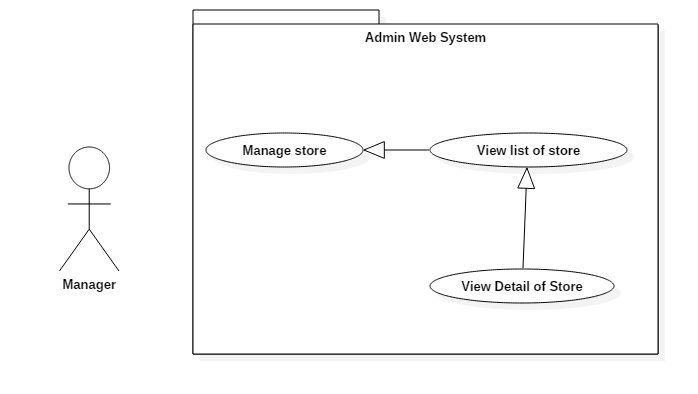 Admin Web System
Manage store
View list of store
Manager
View Detail of Store